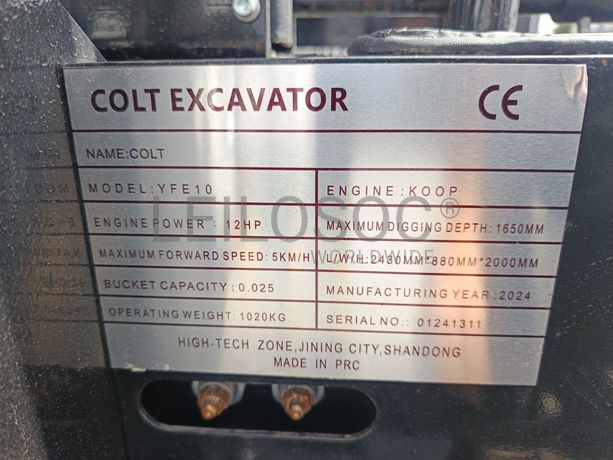 COLT EXCAVATOR CE
NAME:COLT
MODEL:YFE10 ENGINE:KOOP
ENGINE POWER : 12HP MAXIMUM DIGGING DEPTH: 1650MM
LEILOSOC®
WORLDWIDE
MAXIMUM FORWARD SPEED: 5KM/H L/W/H:2480MM*880MM*2000MM
BUCKET CAPACITY: 0.025 MANUFACTURING YEAR:2024
OPERATING WEIGHT:1020KG SERIAL NO.: 01241311
HIGH-TECH ZONE,JINING CITY,SHANDONG
MADE IN PRC